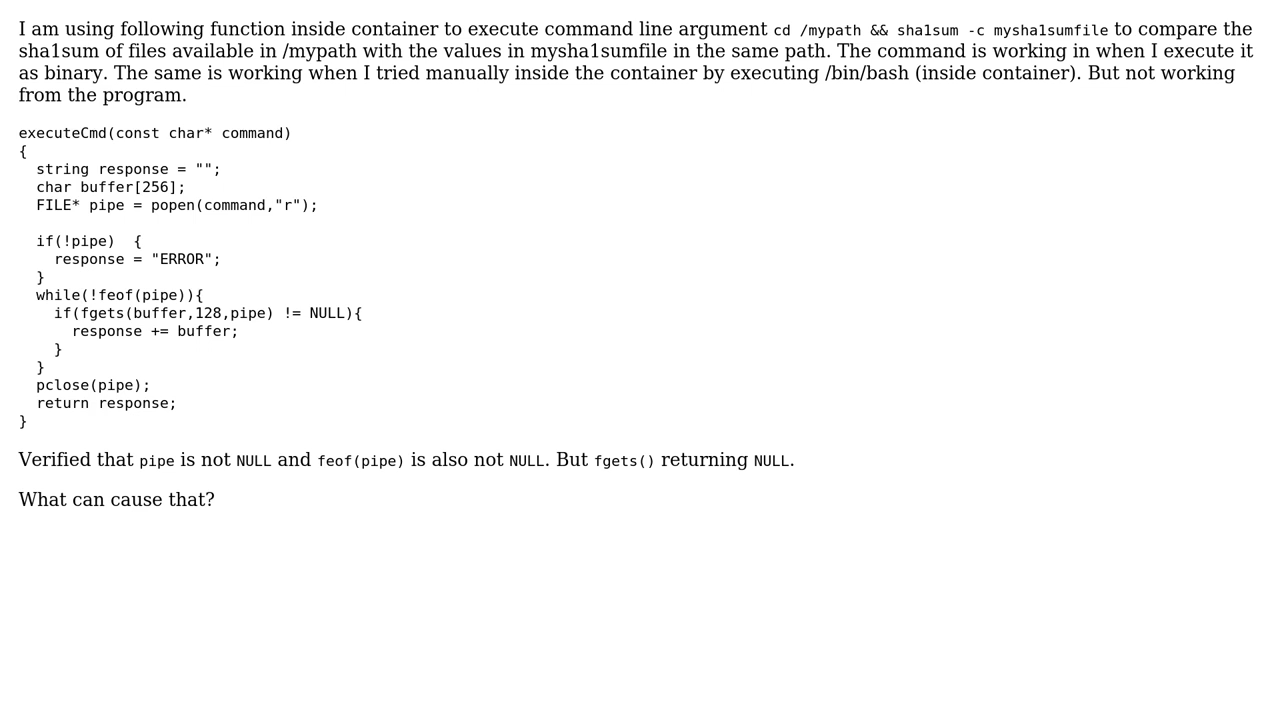 I am using following function inside container to execute command line argument cd /mypath && sha1sum -c mysha1sumfile to compare the
sha1sum of files available in /mypath with the values in mysha1sumfile in the same path. The command is working in when I execute it
as binary. The same is working when I tried manually inside the container by executing /bin/bash (inside container). But not working
from the program.
executeCmd(const char* command)
{
  string response = "";
  char buffer[256];
  FILE* pipe = popen(command,"r");
  if(!pipe)  {
    response = "ERROR";
  }
  while(!feof(pipe)){
    if(fgets(buffer,128,pipe) != NULL){
      response += buffer;
    }
  }
  pclose(pipe);
  return response;
}
Verified that pipe is not NULL and feof(pipe) is also not NULL. But fgets() returning NULL.
What can cause that?